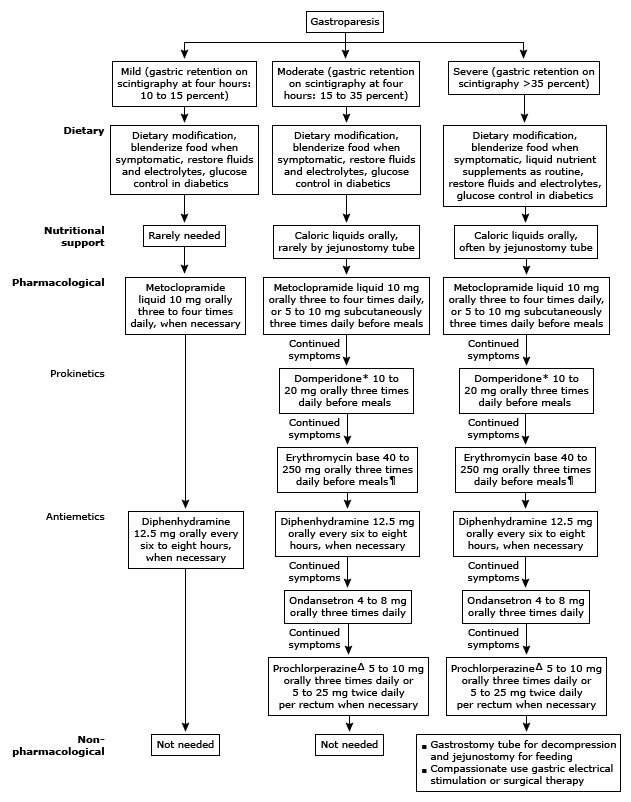 Gastroparesis
Mild (gastric retention on
scintigraphy at four hours:
10 to 15 percent)
Moderate (gastric retention
on scintigraphy at four
hours: 15 to 35 percent)
Severe (gastric retention on
scintigraphy >35 percent)
Dietary
Dietary modification,
blenderize food when
symptomatic, restore fluids
and electrolytes, glucose
control in diabetics
Dietary modification,
blenderize food when
symptomatic, restore fluids
and electrolytes, glucose
control in diabetics
Dietary modification,
blenderize food when
symptomatic, liquid nutrient
supplements as routine,
restore fluids and electrolytes,
glucose control in diabetics
Nutritional
support
Rarely needed
Caloric liquids orally,
rarely by jejunostomy tube
Caloric liquids orally,
often by jejunostomy tube
Pharmacological
Metoclopramide
liquid 10 mg orally
three to four times
daily, when necessary
Metoclopramide liquid 10 mg
orally three to four times daily,
or 5 to 10 mg subcutaneously
three times daily before meals
Metoclopramide liquid 10 mg
orally three to four times daily,
or 5 to 10 mg subcutaneously
three times daily before meals
Continued
symptoms
Continued
symptoms
Prokinetics
Domperidone* 10 to
20 mg orally three times
daily before meals
Domperidone* 10 to
20 mg orally three times
daily before meals
Continued
symptoms
Continued
symptoms
Erythromycin base 40 to
250 mg orally three times
daily before meals¶
Erythromycin base 40 to
250 mg orally three times
daily before meals¶
Antiemetics
Diphenhydramine
12.5 mg orally every
six to eight hours,
when necessary
Diphenhydramine 12.5 mg
orally every six to eight
hours, when necessary
Diphenhydramine 12.5 mg
orally every six to eight
hours, when necessary
Continued
symptoms
Continued
symptoms
Ondansetron 4 to 8 mg
orally three times daily
Ondansetron 4 to 8 mg
orally three times daily
Continued
symptoms
Continued
symptoms
ProchlorperazineΔ 5 to 10 mg
orally three times daily or
5 to 25 mg twice daily
per rectum when necessary
ProchlorperazineΔ 5 to 10 mg
orally three times daily or
5 to 25 mg twice daily
per rectum when necessary
Non-
pharmacological
Not needed
Not needed
▪ Gastrostomy tube for decompression
and jejunostomy for feeding
▪ Compassionate use gastric electrical
stimulation or surgical therapy